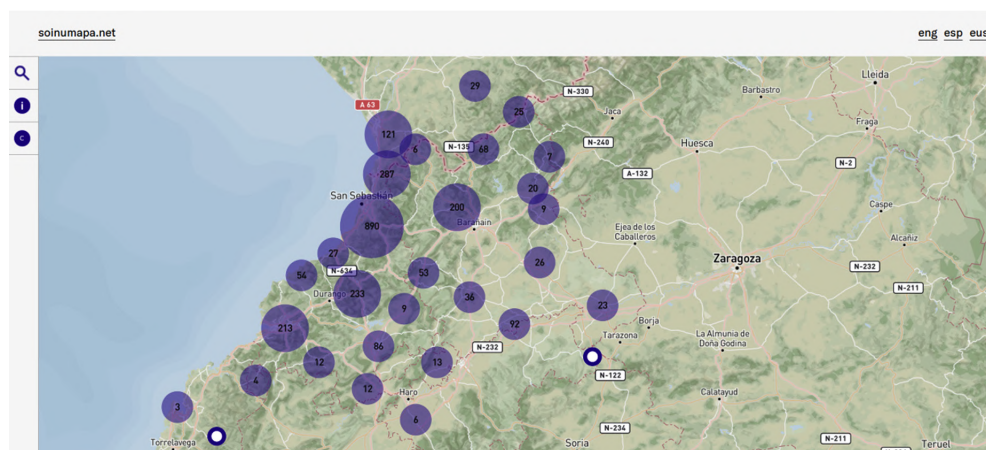 soinumapa.net
eng esp eus
29
Lleida
N-330
Barbastro
A 63
25
Jaca
Fraga
121
6
N-135
68
N-240
Huesca
7
N-2
287
A-132
20
San Sebastián
200
9
Caspe
890
Barañain
Ejea de los
Caballeros
Alcañiz
27
Zaragoza
54
N-634
53
26
N-232
N-211
Durango
233
36
23
9
92
Borja
213
Tarazona
La Almunia de
Doña Godina
86
N-232
12
13
4
N-122
12
Haro
Calatayud
3
6
N-234
Torrelavega
Soria
N-211
Teruel